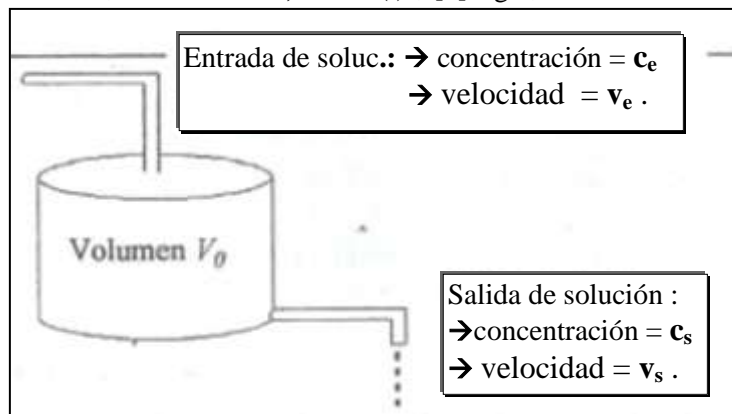 Entrada de soluc.: → concentración = cₑ
→ velocidad = vₑ .
Volumen V₀
Salida de solución :
→concentración = cₛ
→ velocidad = vₛ .